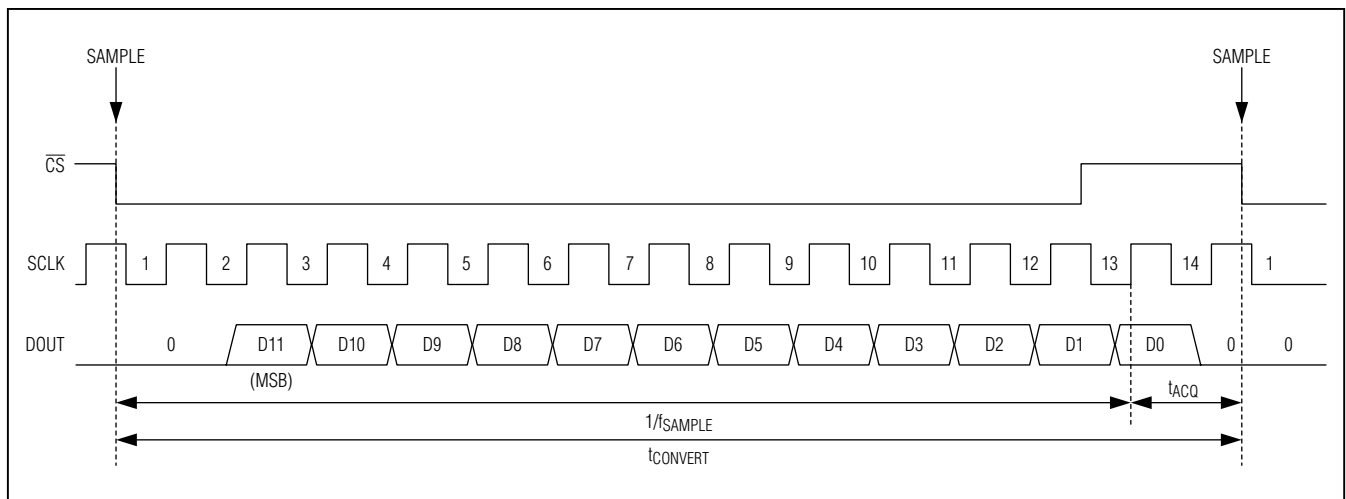 SAMPLE SAMPLE
CS
SCLK 1 2 3 4 5 6 7 8 9 10 11 12 13 14 1
DOUT 0 D11 D10 D9 D8 D7 D6 D5 D4 D3 D2 D1 D0 0 0
(MSB)
tACQ
1/fSAMPLE
tCONVERT